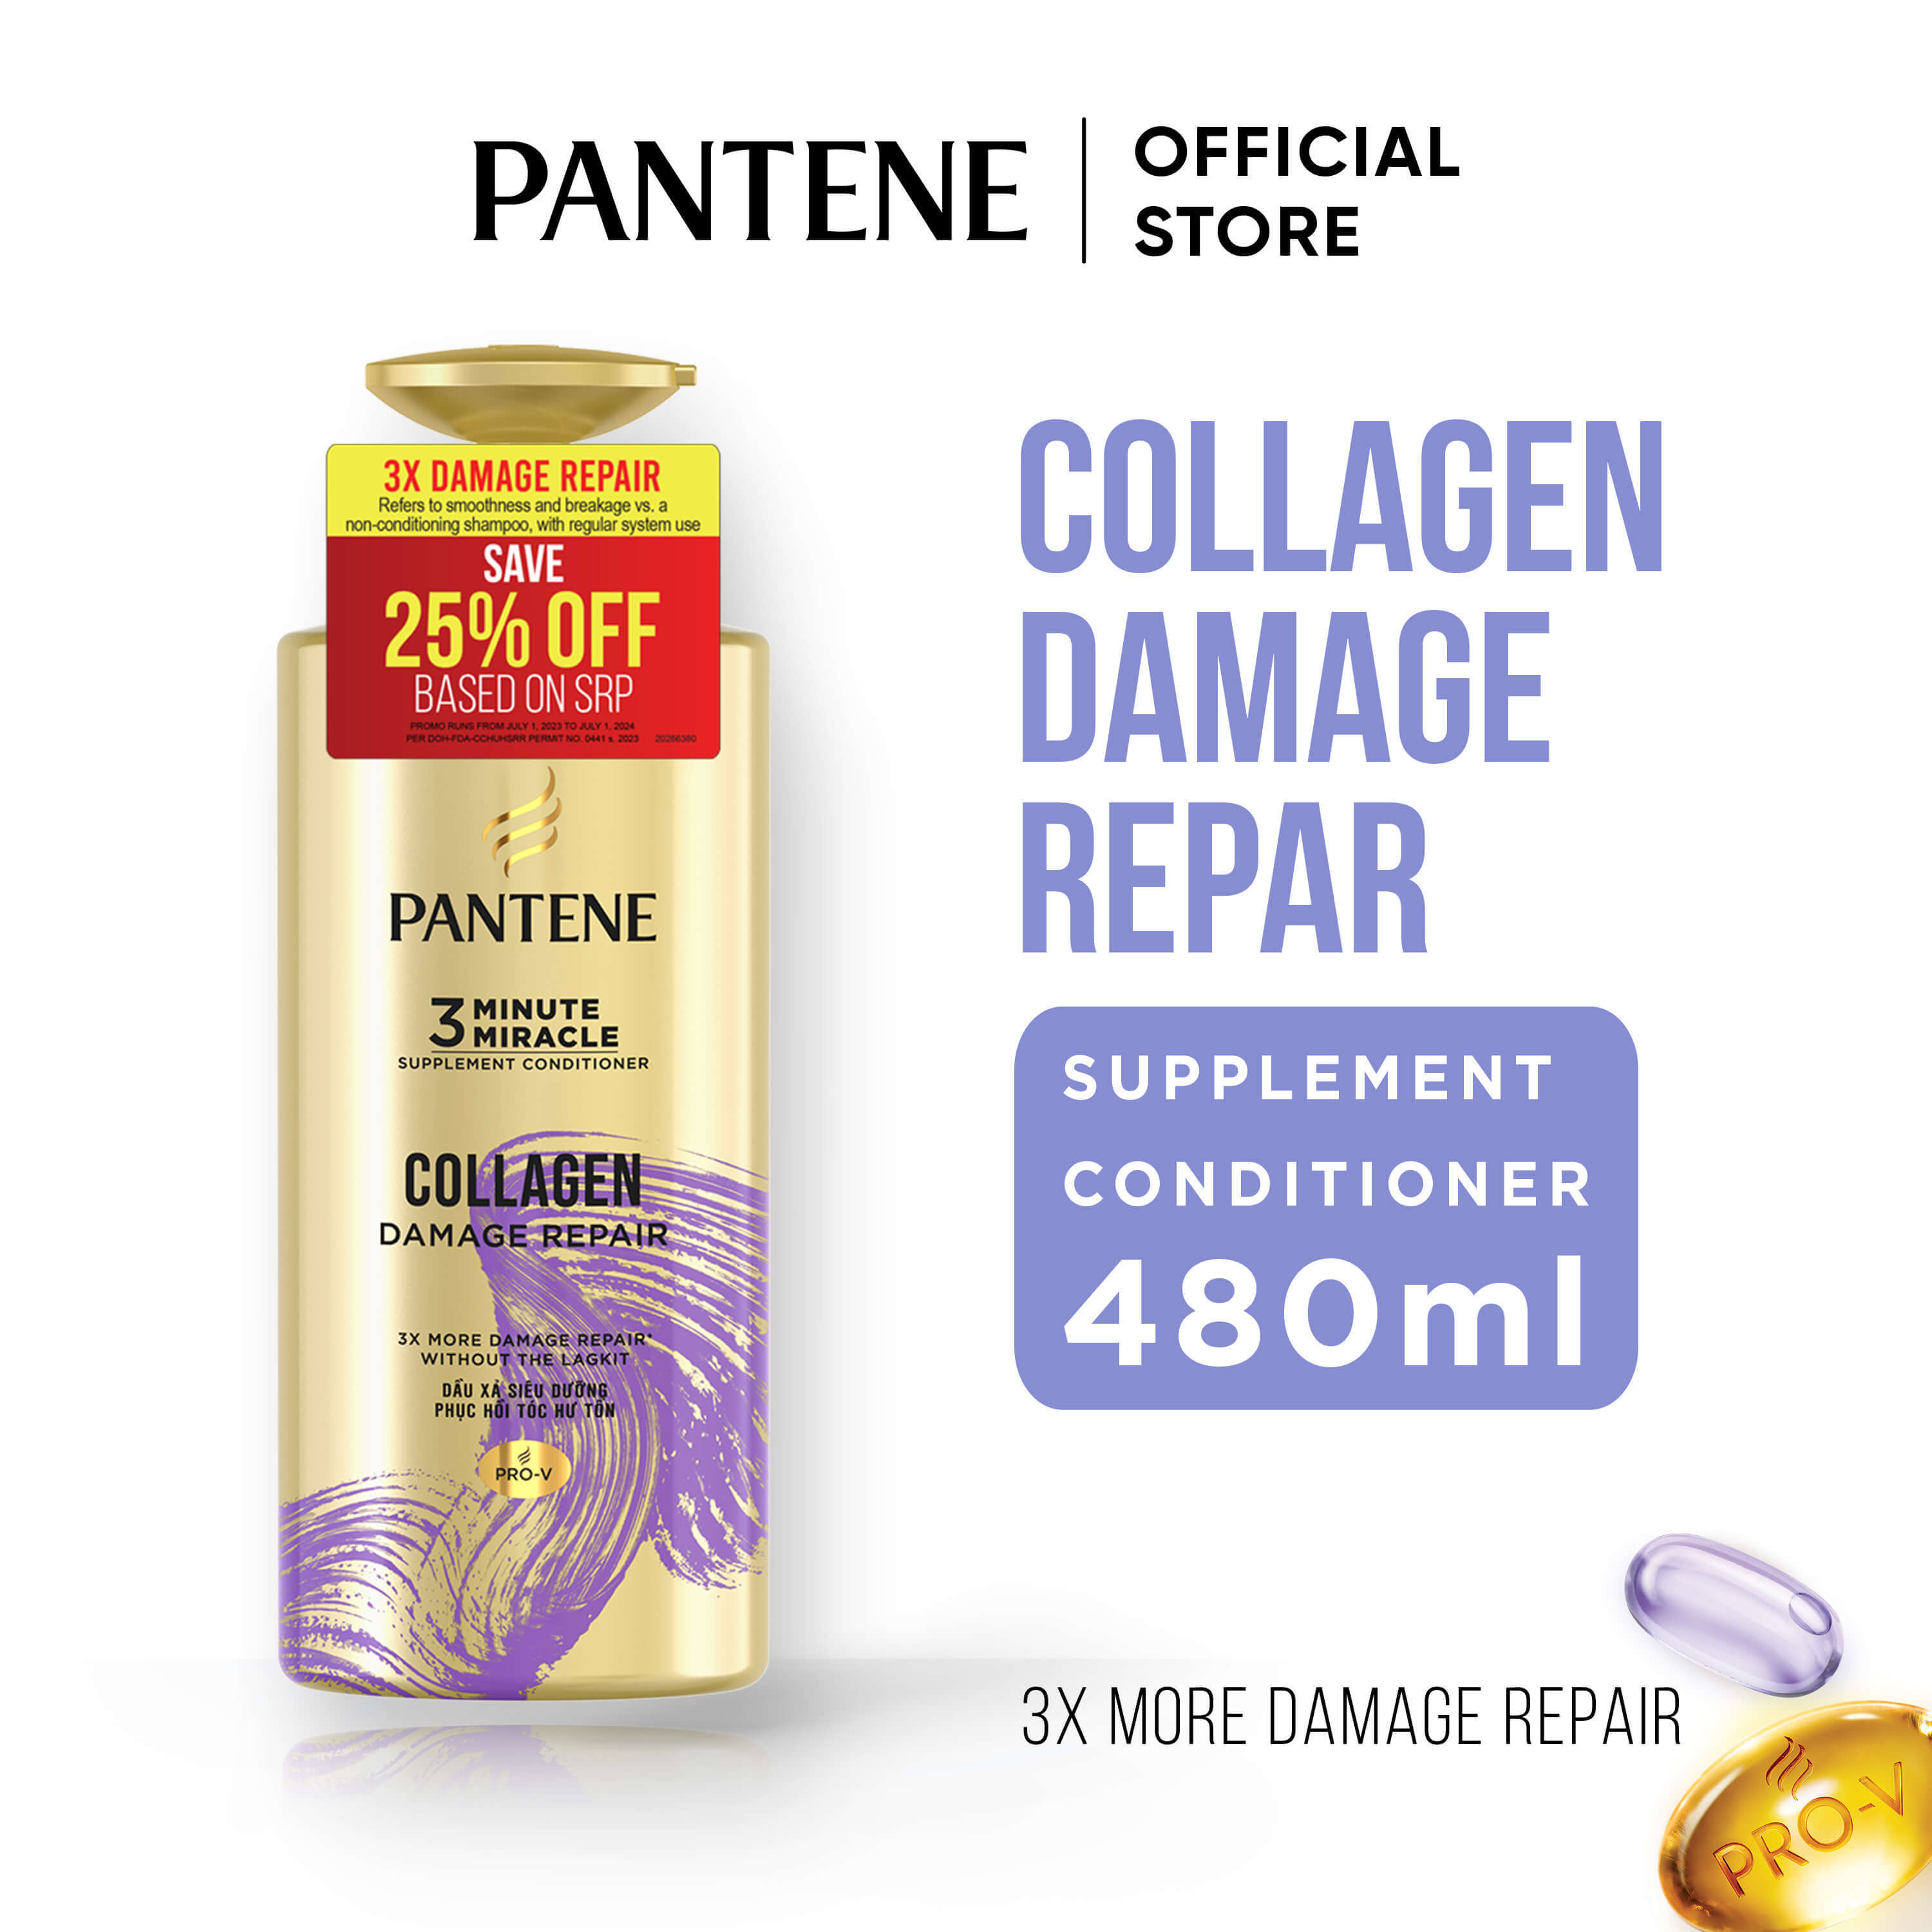 PANTENE
OFFICIAL
STORE
3X DAMAGE REPAIR
Refers to smoothness and breakage vs. a
non-conditioning shampoo, with regular system use
SAVE
25% OFF
BASED ON SRP
PROMO RUNS FROM JULY 1, 2023 TO JULY 1, 2024
PER DOH-FDA-CCHUHSRR PERMIT NO. 0441 s. 2023 20266380
PANTENE
3 MINUTE
MIRACLE
SUPPLEMENT CONDITIONER
COLLAGEN
DAMAGE REPAIR
3X MORE DAMAGE REPAIR*
WITHOUT THE LAGKIT
DẦU XẢ SIÊU DƯỠNG
PHỤC HỒI TÓC HƯ TỔN
PRO-V
COLLAGEN
DAMAGE
REPAR
SUPPLEMENT
CONDITIONER
480ml
3X MORE DAMAGE REPAIR
PRO-V